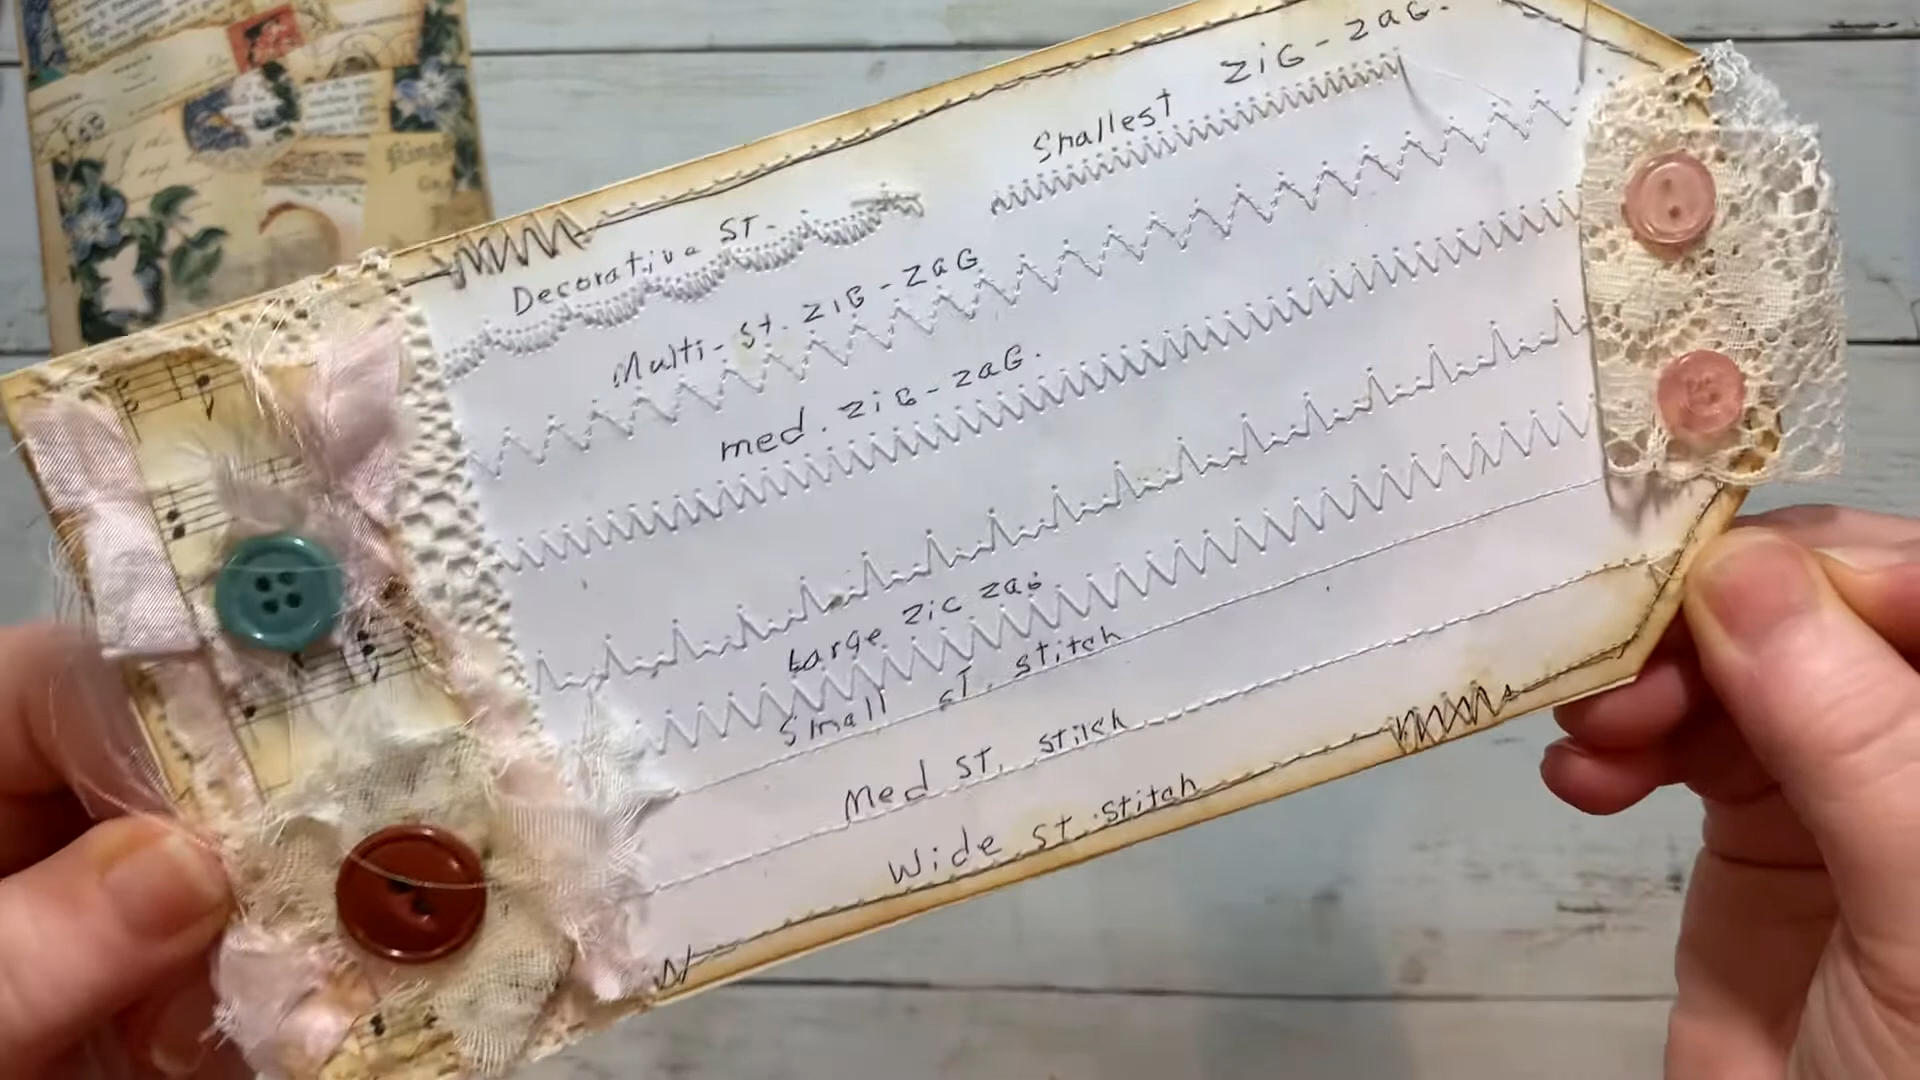 Smallest ZiG-ZaG.
Decorative ST.
Multi-St. ZiG-ZaG
med. ZiG-ZaG.
Large ZiG ZaG
Small ST. Stitch
Med ST. Stitch
Wide ST. Stitch